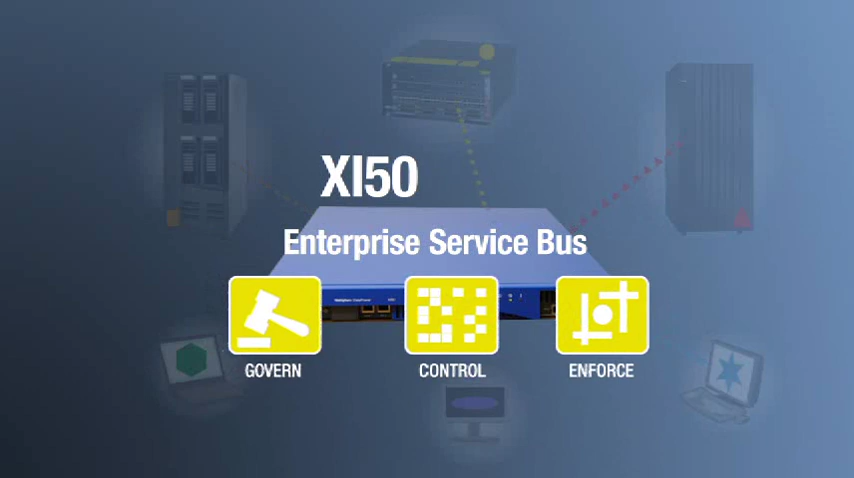 XI50
Enterprise Service Bus
GOVERN
CONTROL
ENFORCE